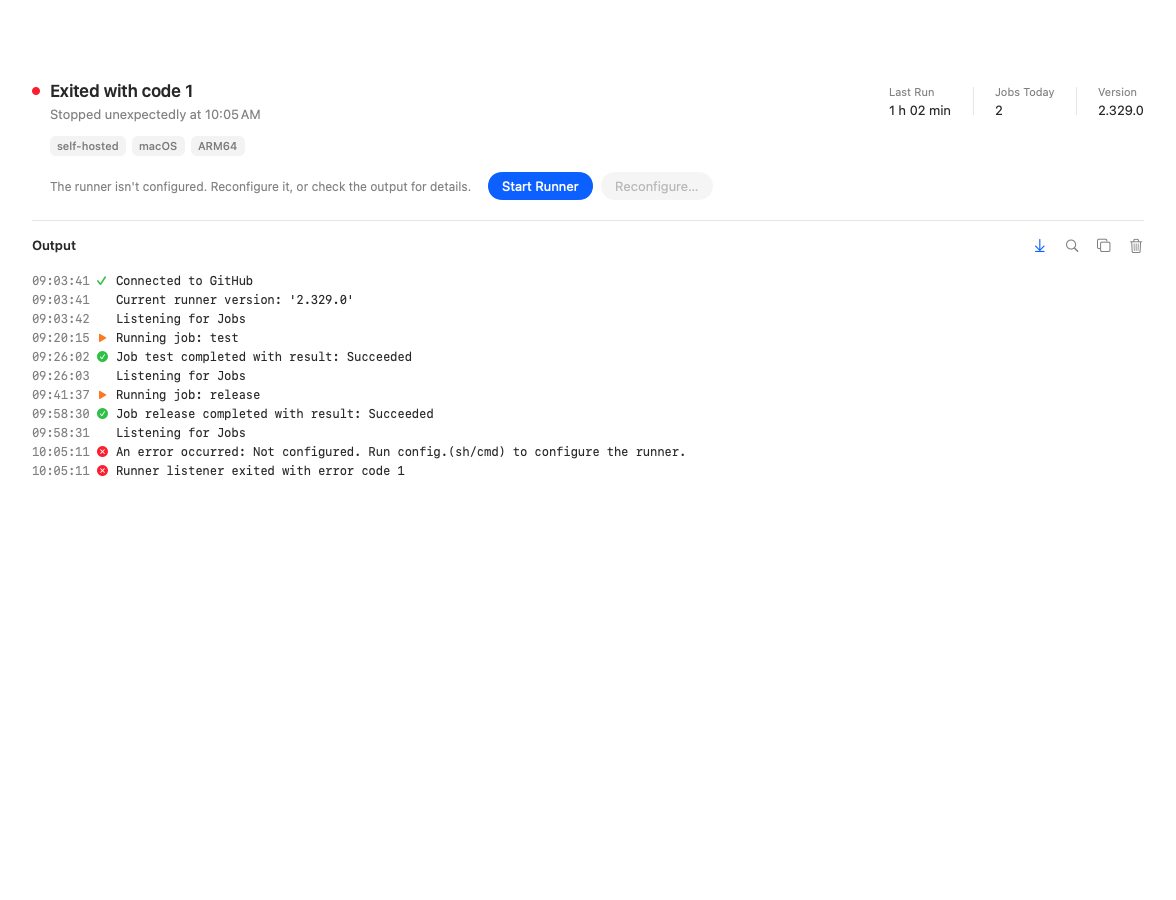 Exited with code 1
Stopped unexpectedly at 10:05 AM
self-hosted macOS ARM64
Last Run Jobs Today Version
1 h 02 min 2 2.329.0
The runner isn't configured. Reconfigure it, or check the output for details. Start Runner Reconfigure...
Output
09:03:41 Connected to GitHub
09:03:41 Current runner version: '2.329.0'
09:03:42 Listening for Jobs
09:20:15 Running job: test
09:26:02 Job test completed with result: Succeeded
09:26:03 Listening for Jobs
09:41:37 Running job: release
09:58:30 Job release completed with result: Succeeded
09:58:31 Listening for Jobs
10:05:11 An error occurred: Not configured. Run config.(sh/cmd) to configure the runner.
10:05:11 Runner listener exited with error code 1